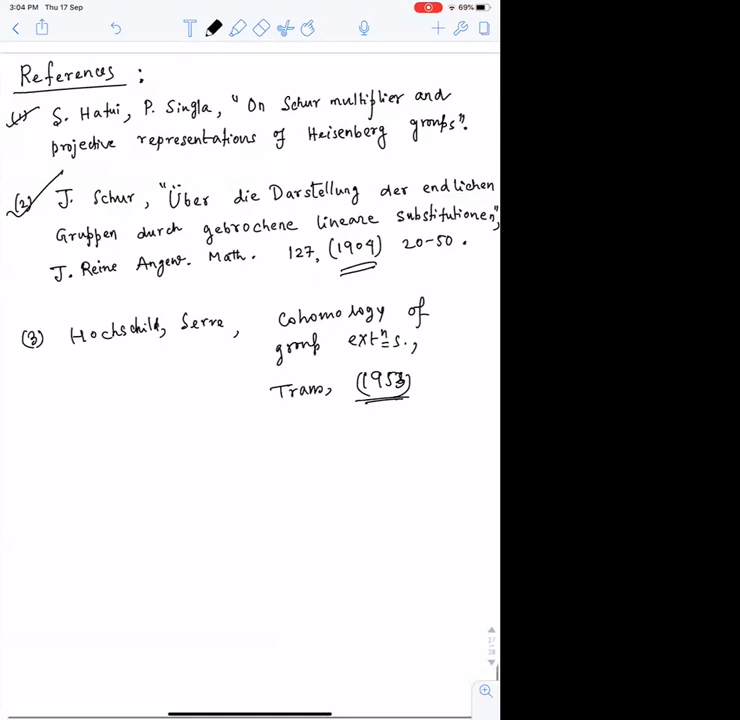 3:04 PM Thu 17 Sep 69%
References :
(1) S. Hatui, P. Singla, "On Schur multiplier and
projective representations of Heisenberg groups".
(2) J. Schur, "Über die Darstellung der endlichen
Gruppen durch gebrochene lineare substitutionen",
J. Reine Angew. Math. 127, (1904) 20-50.
(3) Hochschild, Serre, Cohomology of
group extⁿs.,
Trans, (1953)
27
28